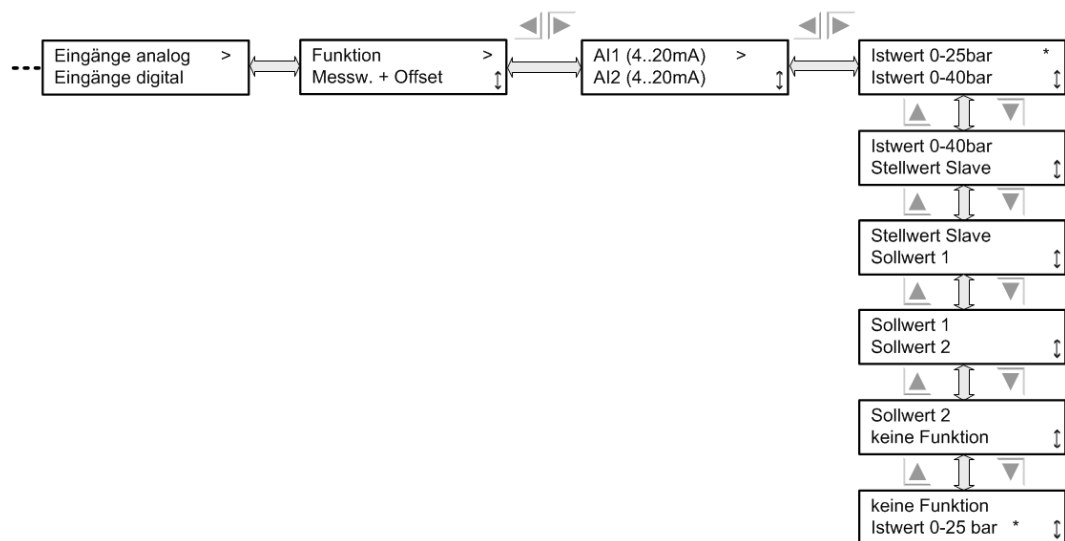 Eingänge analog >
Eingänge digital
Funktion >
Messw. + Offset
AI1 (4..20mA) >
AI2 (4..20mA)
Istwert 0-25bar *
Istwert 0-40bar
Istwert 0-40bar
Stellwert Slave
Stellwert Slave
Sollwert 1
Sollwert 1
Sollwert 2
Sollwert 2
keine Funktion
keine Funktion
Istwert 0-25 bar *